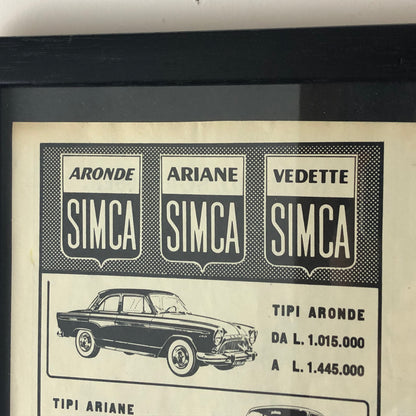 ARONDE ARIANE VEDETTE
SIMCA SIMCA SIMCA
TIPI ARONDE
DA L. 1.015.000
A L. 1.445.000
TIPI ARIANE